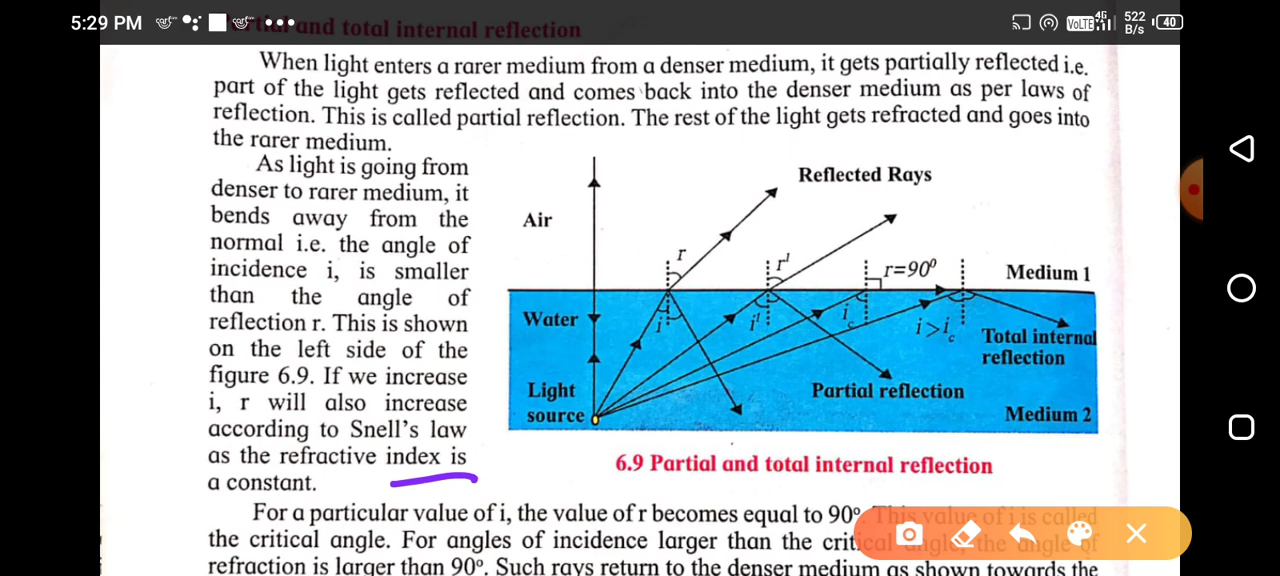 5:29 PM
VoLTE 4G 522 B/s 40
and total internal reflection
When light enters a rarer medium from a denser medium, it gets partially reflected i.e.
part of the light gets reflected and comes back into the denser medium as per laws of
reflection. This is called partial reflection. The rest of the light gets refracted and goes into
the rarer medium.
As light is going from
denser to rarer medium, it
bends away from the
normal i.e. the angle of
incidence i, is smaller
than the angle of
reflection r. This is shown
on the left side of the
figure 6.9. If we increase
i, r will also increase
according to Snell's law
as the refractive index is
a constant.
Reflected Rays
Air
r
r¹
r=90⁰
Medium 1
Water
i
i¹
i꜀
i>i꜀
Total internal
reflection
Light
source
Partial reflection
Medium 2
6.9 Partial and total internal reflection
For a particular value of i, the value of r becomes equal to 90⁰. This value of i is called
the critical angle. For angles of incidence larger than the critical angle, the angle of
refraction is larger than 90⁰. Such rays return to the denser medium as shown towards the